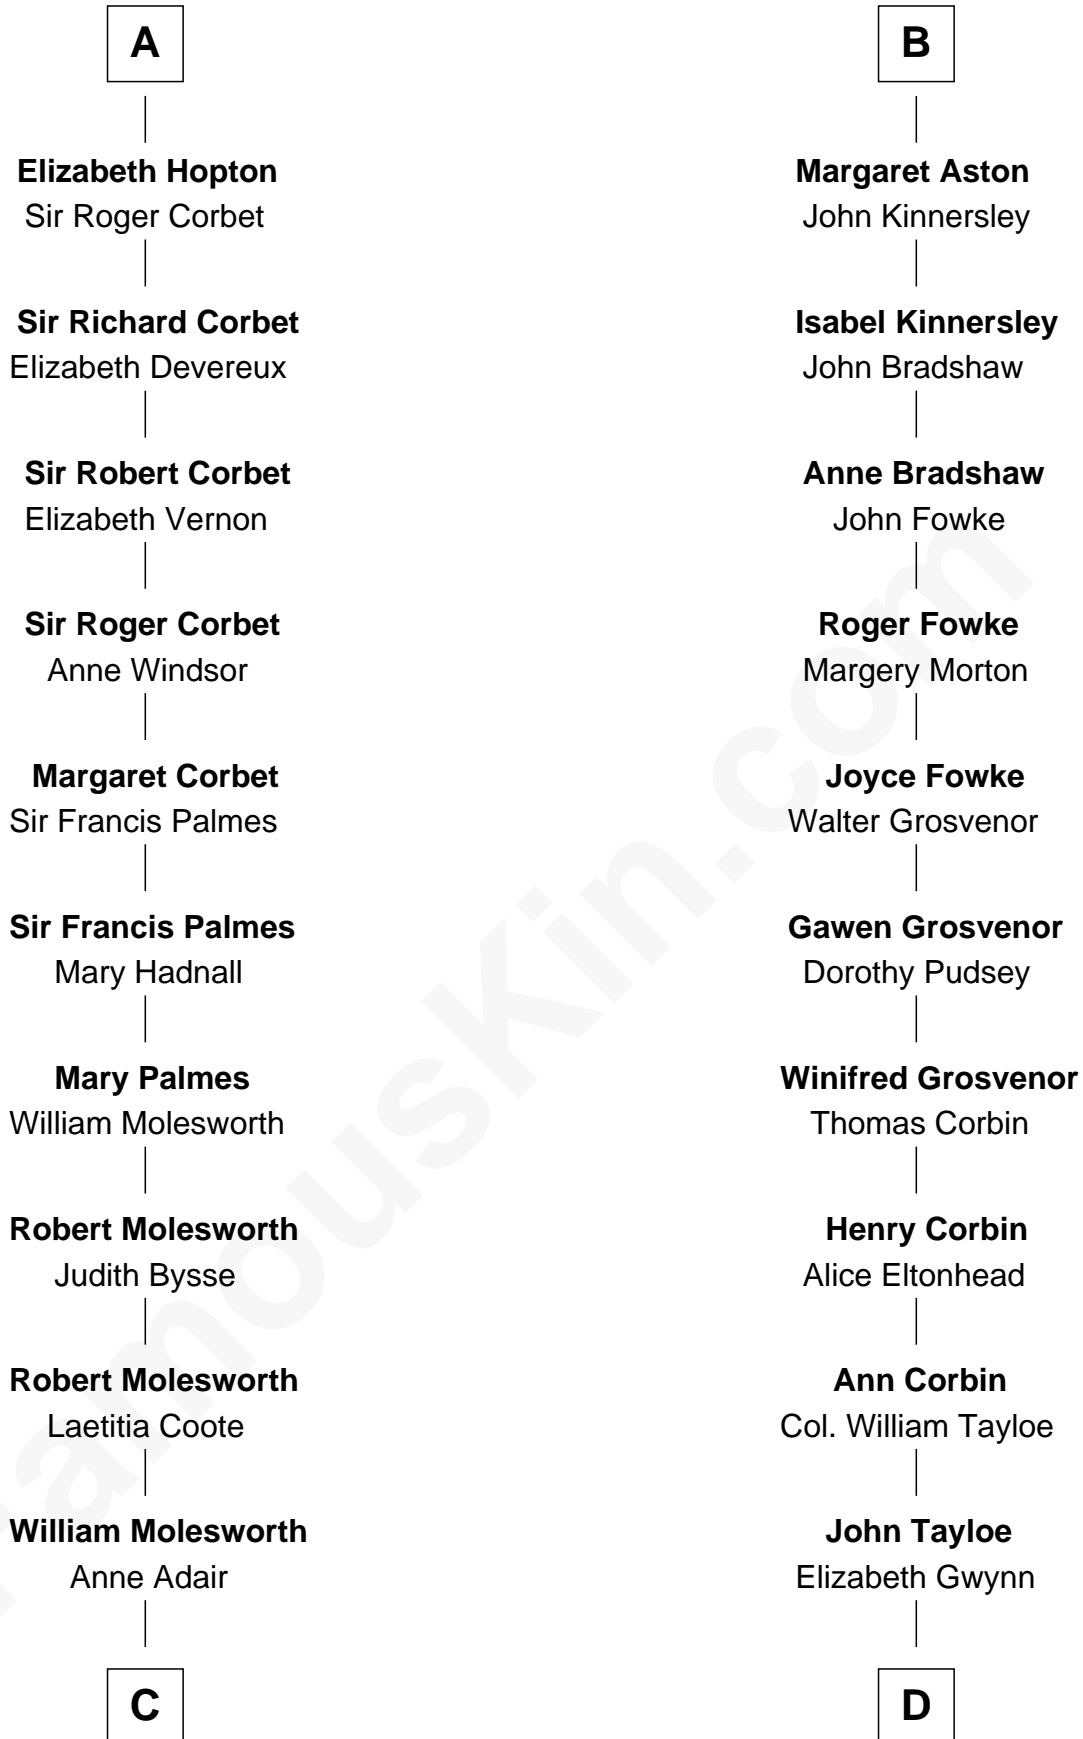 A
Elizabeth Hopton
Sir Roger Corbet
Sir Richard Corbet
Elizabeth Devereux
Sir Robert Corbet
Elizabeth Vernon
Sir Roger Corbet
Anne Windsor
Margaret Corbet
Sir Francis Palmes
Sir Francis Palmes
Mary Hadnall
Mary Palmes
William Molesworth
Robert Molesworth
Judith Bysse
Robert Molesworth
Laetitia Coote
William Molesworth
Anne Adair
C
B
Margaret Aston
John Kinnersley
Isabel Kinnersley
John Bradshaw
Anne Bradshaw
John Fowke
Roger Fowke
Margery Morton
Joyce Fowke
Walter Grosvenor
Gawen Grosvenor
Dorothy Pudsey
Winifred Grosvenor
Thomas Corbin
Henry Corbin
Alice Eltonhead
Ann Corbin
Col. William Tayloe
John Tayloe
Elizabeth Gwynn
D
FamousKin.com